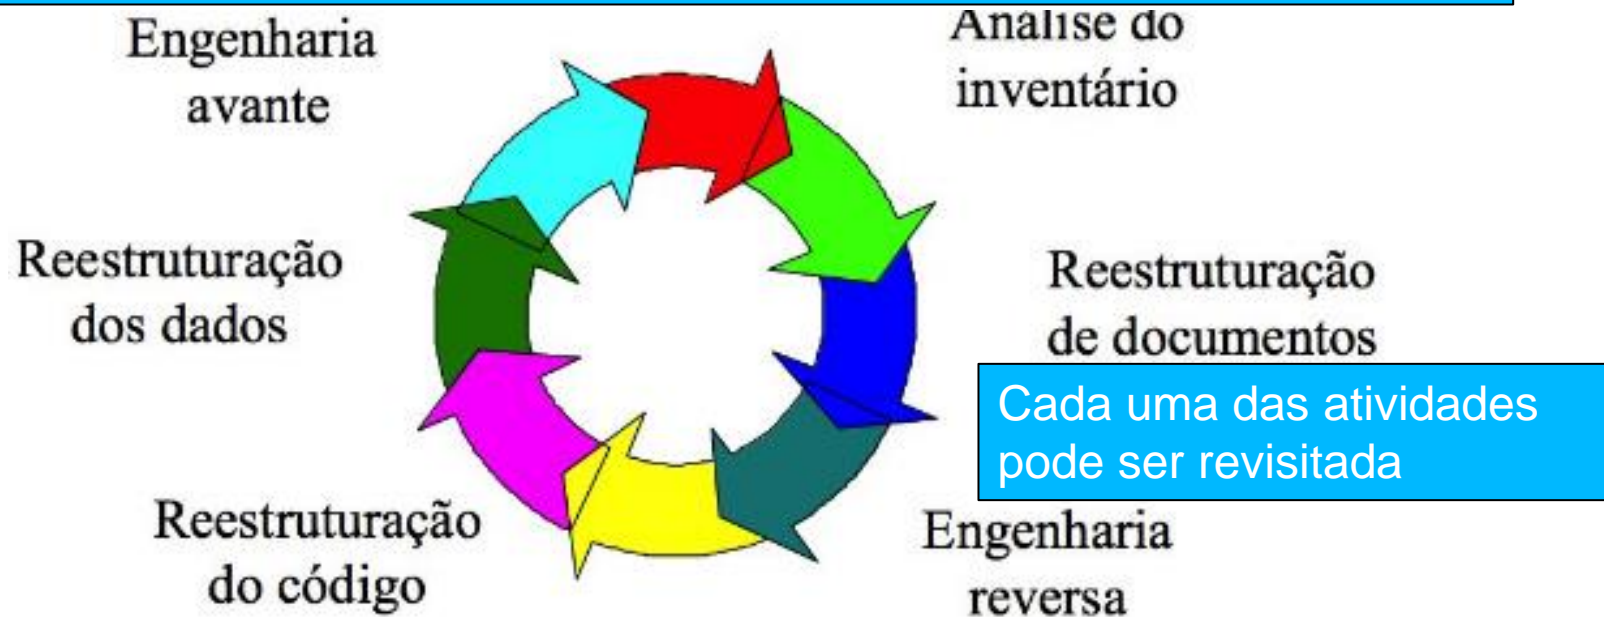 Engenharia
avante
Análise do
inventário
Reestruturação
dos dados
Reestruturação
de documentos
Cada uma das atividades
pode ser revisitada
Reestruturação
do código
Engenharia
reversa